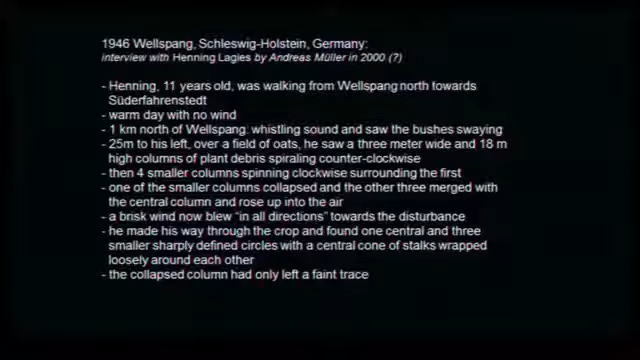 1946 Wellspang, Schleswig-Holstein, Germany:
interview with Henning Lagies by Andreas Müller in 2000 (?)
- Henning, 11 years old, was walking from Wellspang north towards
Süderfahrenstedt
- warm day with no wind
- 1 km north of Wellspang: whistling sound and saw the bushes swaying
- 25m to his left, over a field of oats, he saw a three meter wide and 18 m
high columns of plant debris spiraling counter-clockwise
- then 4 smaller columns spinning clockwise surrounding the first
- one of the smaller columns collapsed and the other three merged with
the central column and rose up into the air
- a brisk wind now blew "in all directions" towards the disturbance
- he made his way through the crop and found one central and three
smaller sharply defined circles with a central cone of stalks wrapped
loosely around each other
- the collapsed column had only left a faint trace